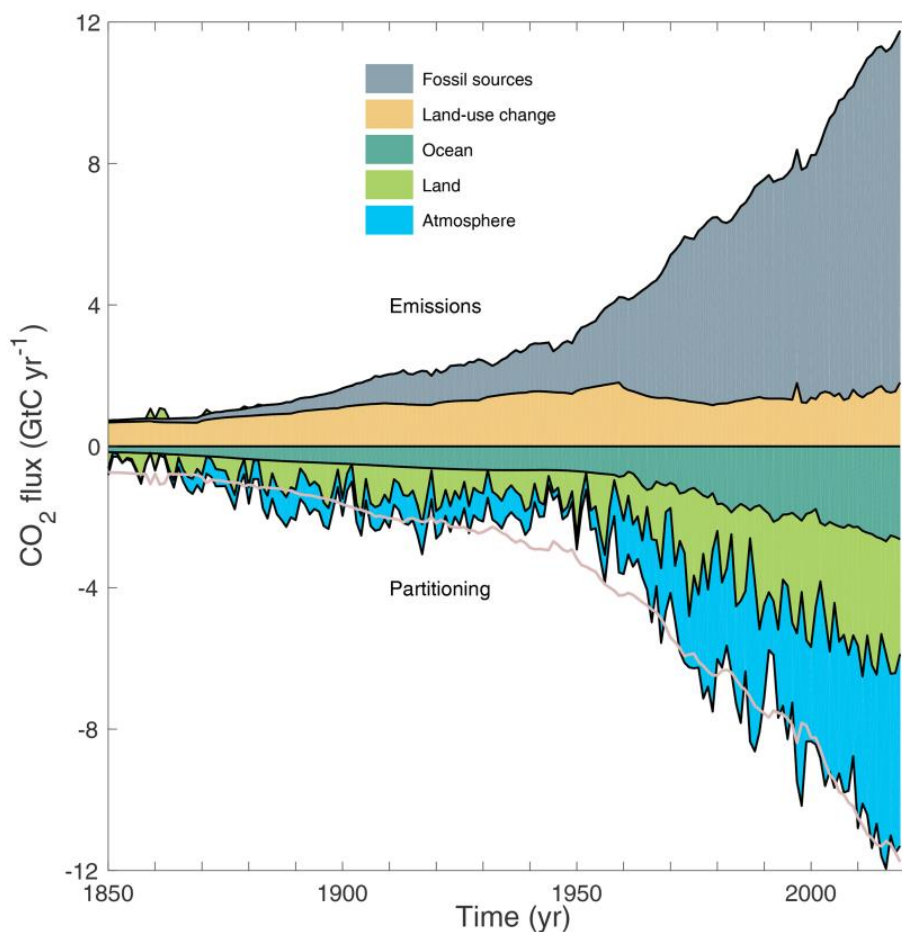 12
8
4
0
-4
-8
-12
CO2 flux (GtC yr-1)
Fossil sources
Land-use change
Ocean
Land
Atmosphere
Emissions
Partitioning
1850
1900
1950
2000
Time (yr)